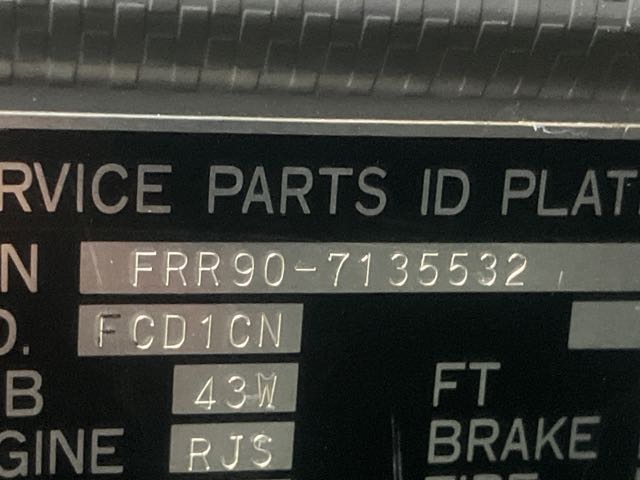 RVICE PARTS ID PLAT
N FRR90-7135532
D. FCD1CN
B 43W FT
GINE RJS BRAKE